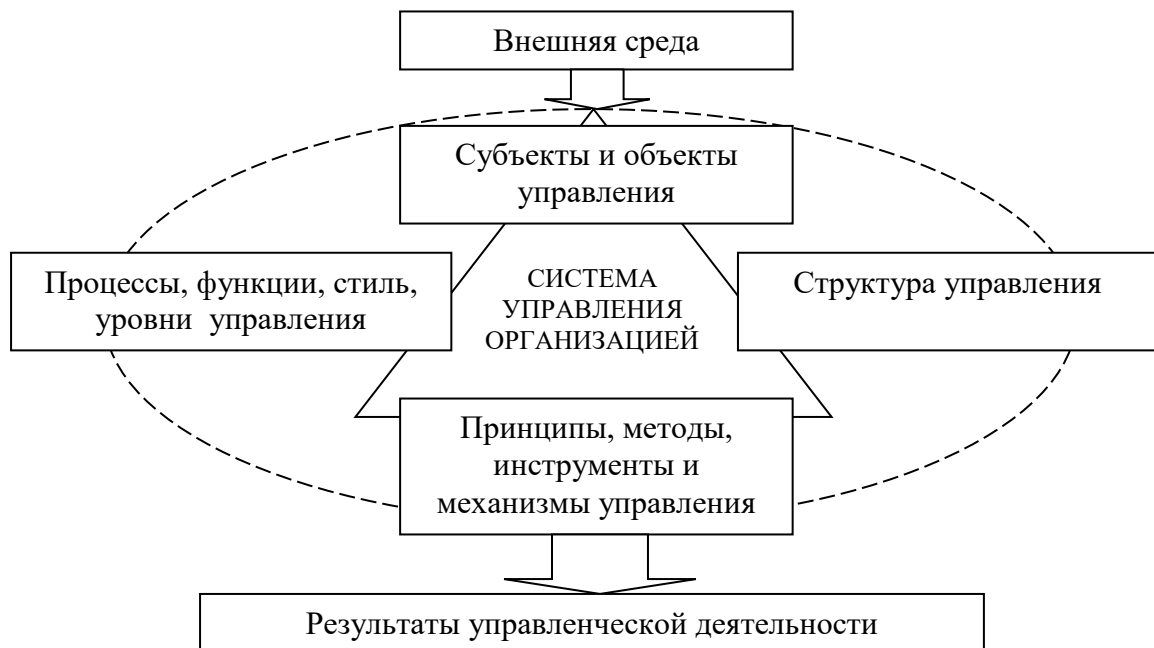 Внешняя среда
Субъекты и объекты
управления
Процессы, функции, стиль,
уровни управления
СИСТЕМА
УПРАВЛЕНИЯ
ОРГАНИЗАЦИЕЙ
Структура управления
Принципы, методы,
инструменты и
механизмы управления
Результаты управленческой деятельности